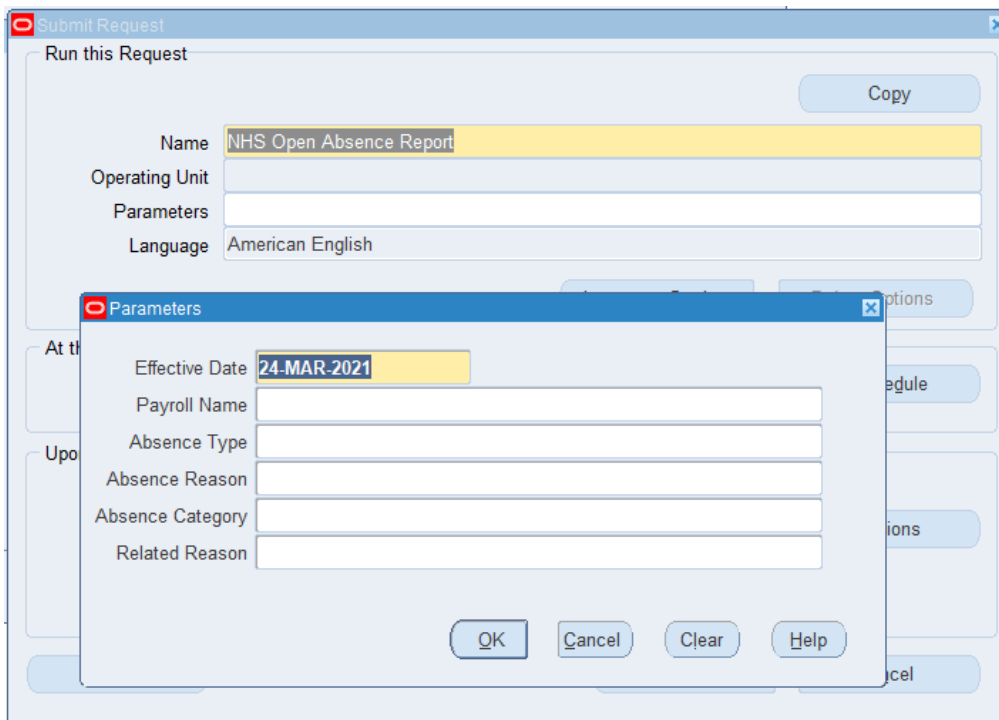 Submit Request
Run this Request
Copy
Name NHS Open Absence Report
Operating Unit
Parameters
Language American English
Parameters
Effective Date 24-MAR-2021
Payroll Name
Absence Type
Absence Reason
Absence Category
Related Reason
OK Cancel Clear Help